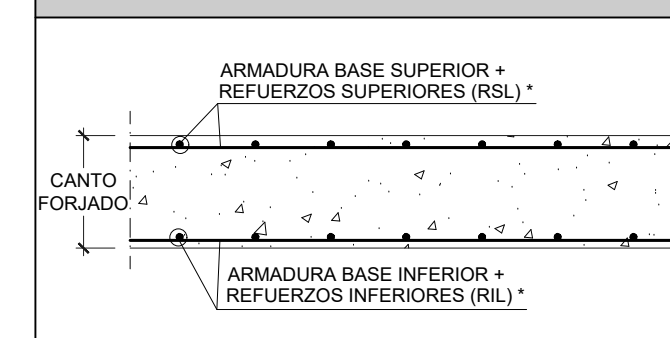 ARMADURA BASE SUPERIOR +
REFUERZOS SUPERIORES (RSL) *
CANTO
FORJADO
ARMADURA BASE INFERIOR +
REFUERZOS INFERIORES (RIL) *